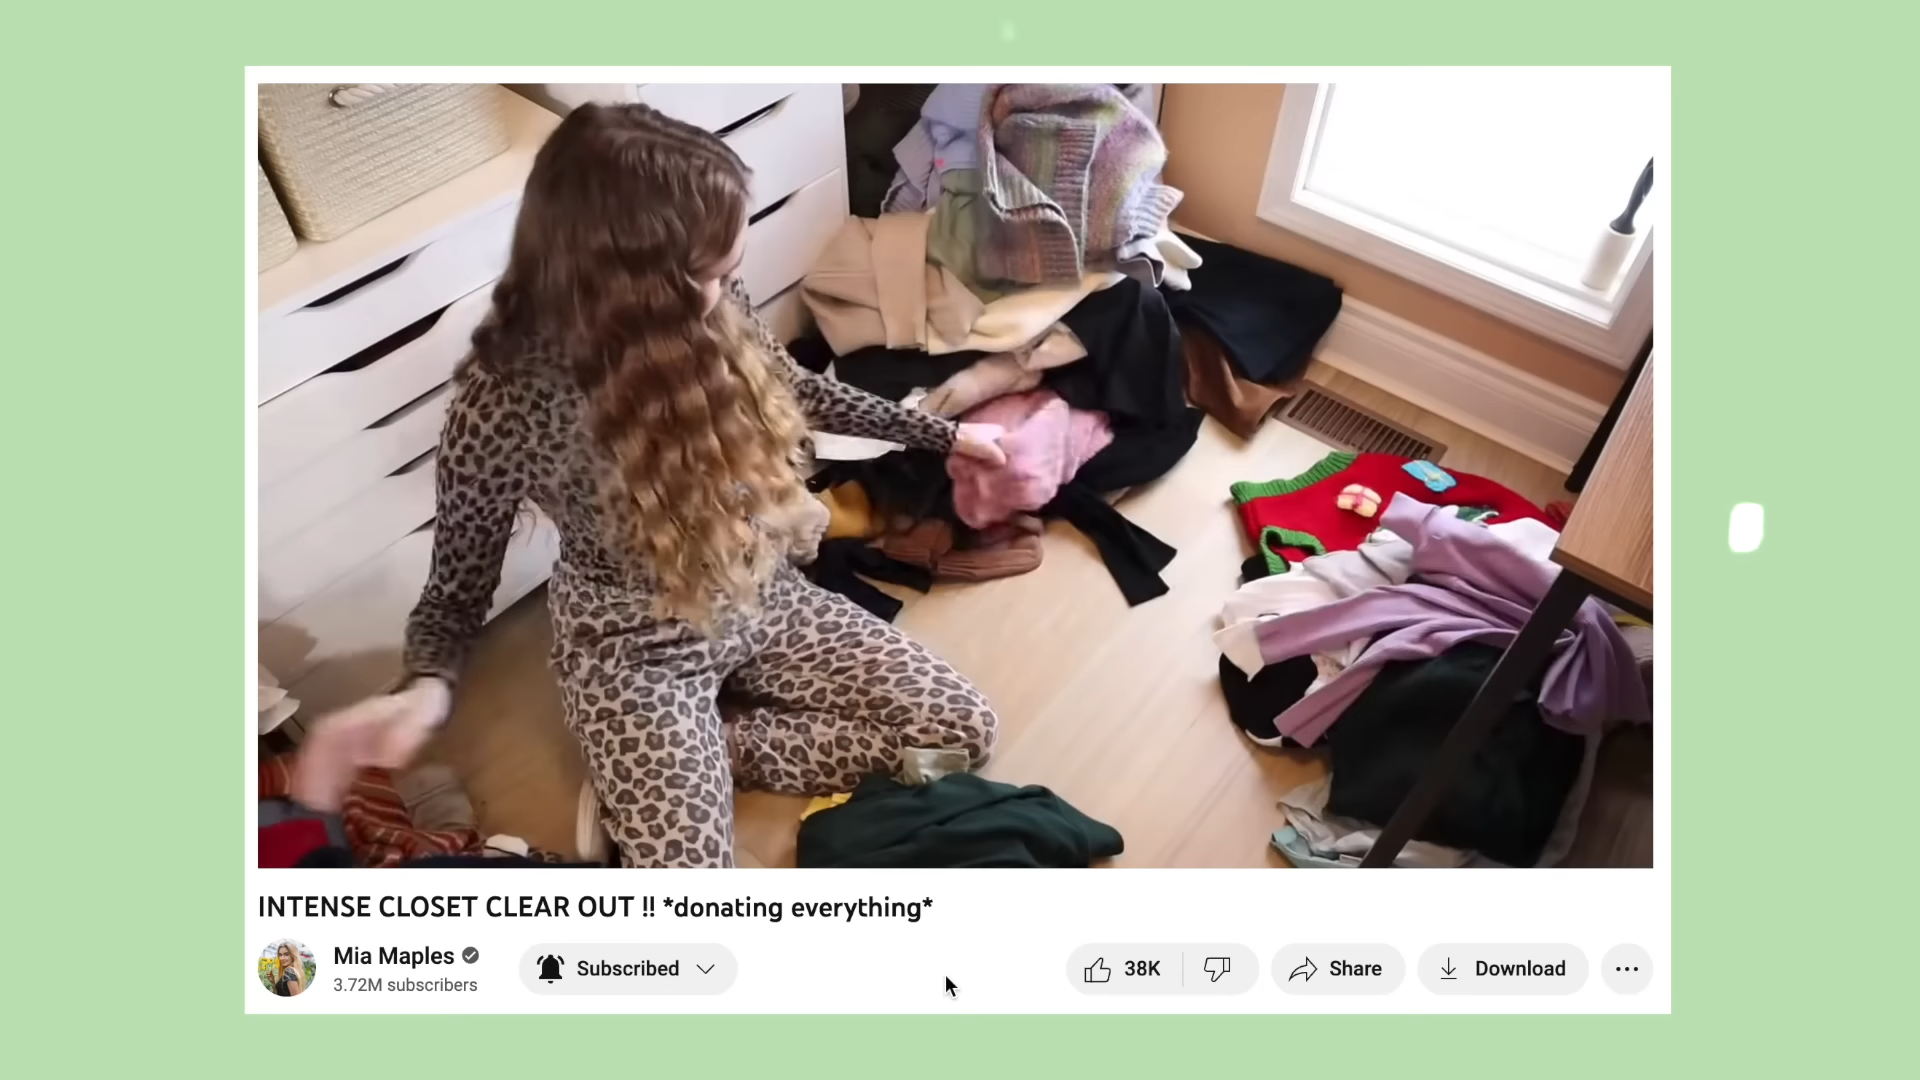 INTENSE CLOSET CLEAR OUT !! *donating everything*
Mia Maples
3.72M subscribers
Subscribed
38K
Share
Download